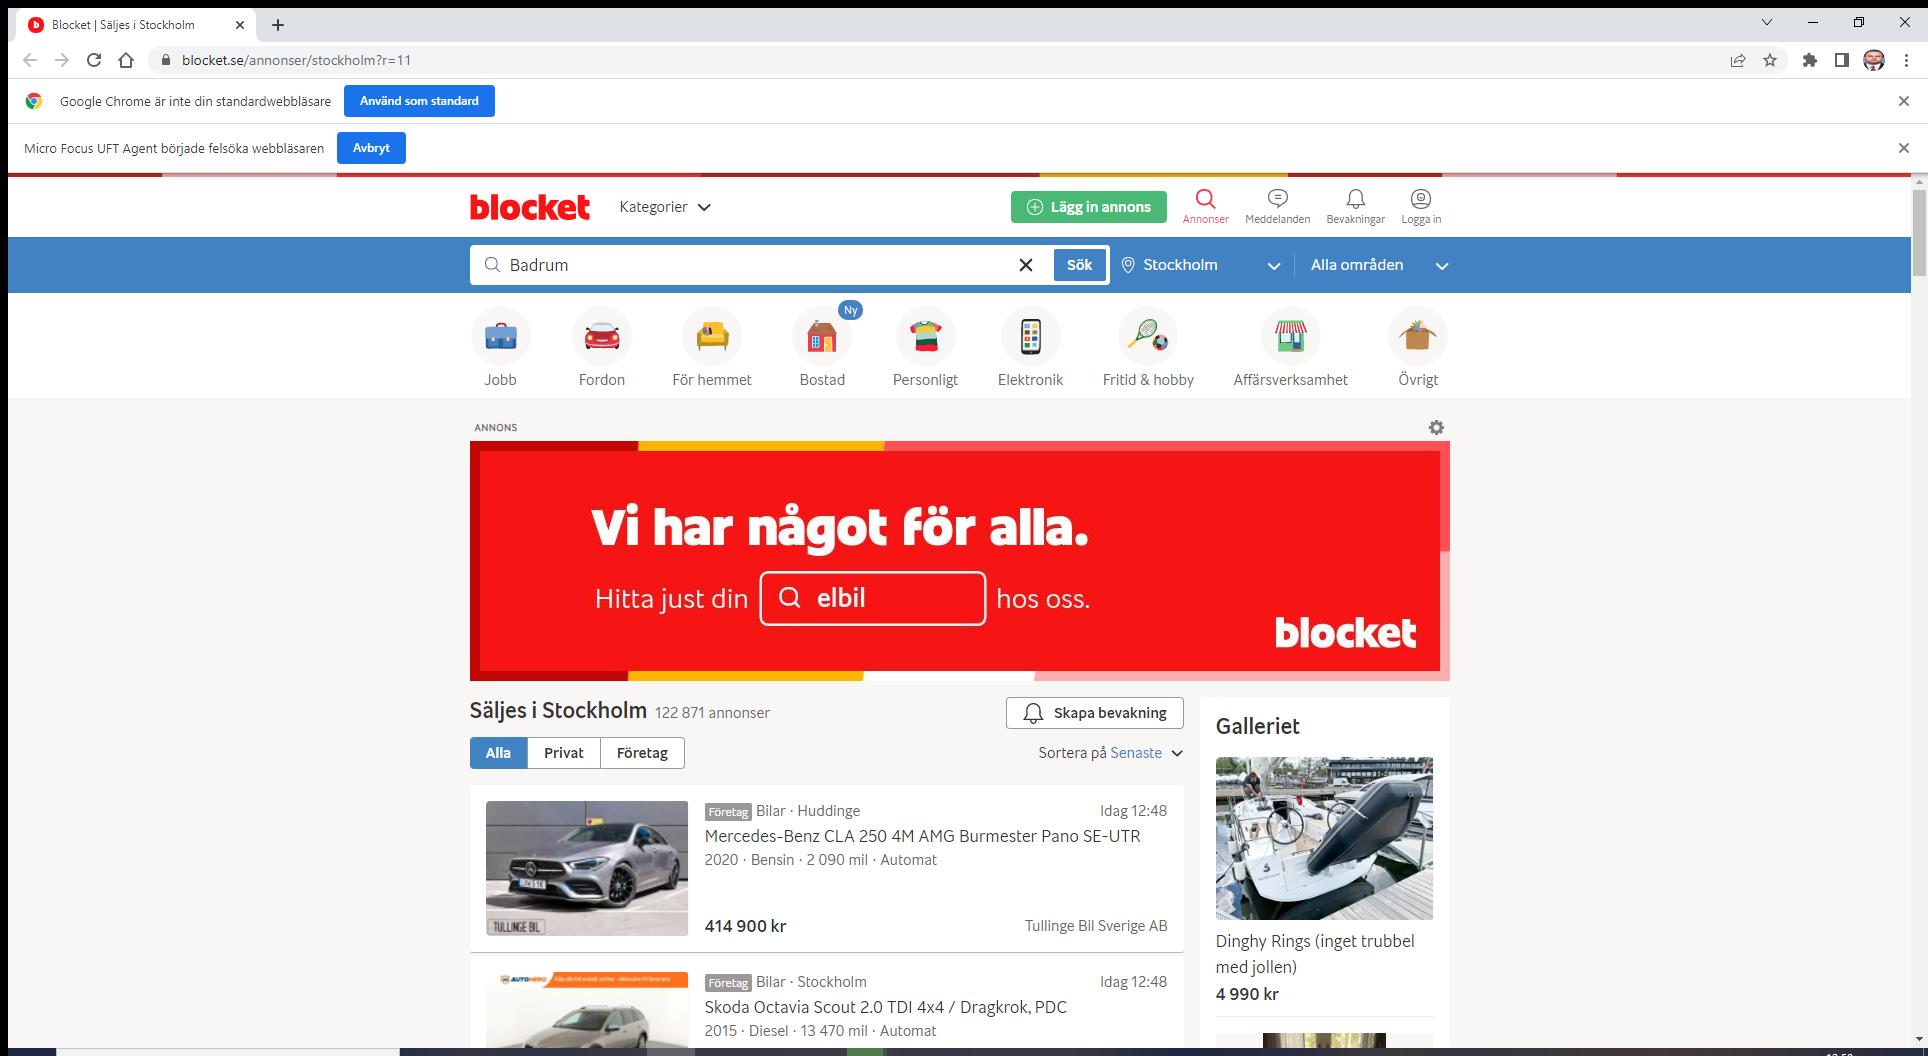 Blocket | Säljes i Stockholm
blocket.se/annonser/stockholm?r=11
Google Chrome är inte din standardwebbläsare
Använd som standard
Micro Focus UFT Agent började felsöka webbläsaren
Avbryt
blocket
Kategorier
Lägg in annons
Annonser
Meddelanden
Bevakningar
Logga in
Badrum
Sök
Stockholm
Alla områden
Ny
Jobb
Fordon
För hemmet
Bostad
Personligt
Elektronik
Fritid & hobby
Affärsverksamhet
Övrigt
ANNONS
Vi har något för alla.
Hitta just din elbil hos oss.
blocket
Säljes i Stockholm 122 871 annonser
Skapa bevakning
Alla
Privat
Företag
Sortera på Senaste
Företag Bilar · Huddinge
Idag 12:48
Mercedes-Benz CLA 250 4M AMG Burmester Pano SE-UTR
2020 · Bensin · 2 090 mil · Automat
TULLINGE BIL
414 900 kr
Tullinge Bil Sverige AB
AUTOHERO
Företag Bilar · Stockholm
Idag 12:48
Skoda Octavia Scout 2.0 TDI 4x4 / Dragkrok, PDC
2015 · Diesel · 13 470 mil · Automat
Galleriet
Dinghy Rings (inget trubbel
med jollen)
4 990 kr